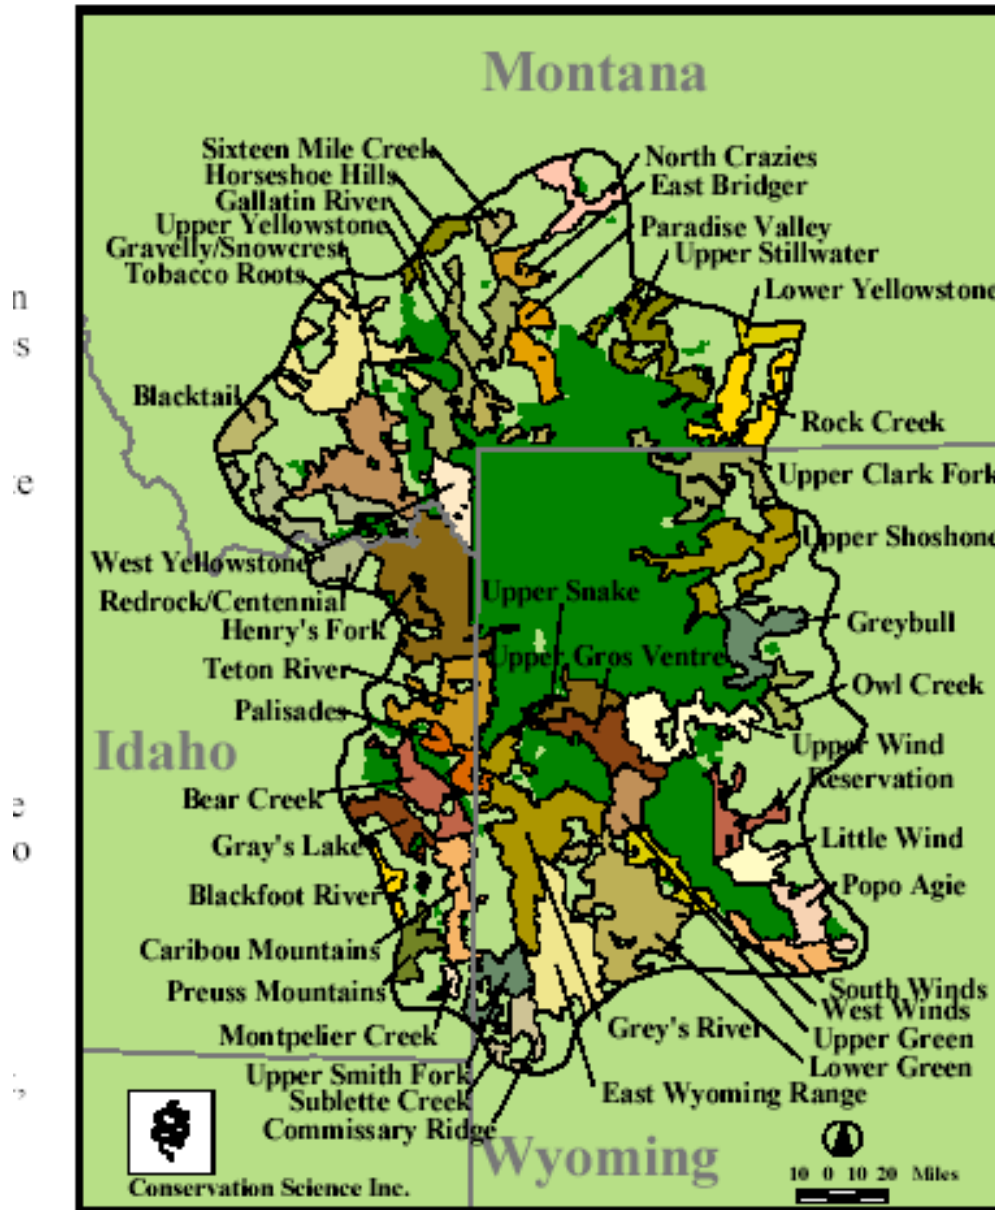 Montana
Sixteen Mile Creek
Horseshoe Hills
Gallatin River
Upper Yellowstone
Gravelly/Snowcrest
Tobacco Roots
North Crazies
East Bridger
Paradise Valley
Upper Stillwater
Lower Yellowstone
n
s
Blacktail
Rock Creek
Upper Clark Fork
e
Upper Shoshone
West Yellowstone
Redrock/Centennial
Henry's Fork
Upper Snake
Greybull
Teton River
Upper Gros Ventre
Owl Creek
Palisades
Idaho
Upper Wind
Reservation
Bear Creek
e
Gray's Lake
Little Wind
o
Blackfoot River
Popo Agie
Caribou Mountains
Preuss Mountains
South Winds
West Winds
Montpelier Creek
Grey's River
Upper Green
Lower Green
Upper Smith Fork
Sublette Creek
Commissary Ridge
East Wyoming Range
,
Wyoming
Conservation Science Inc.
10 0 10 20 Miles